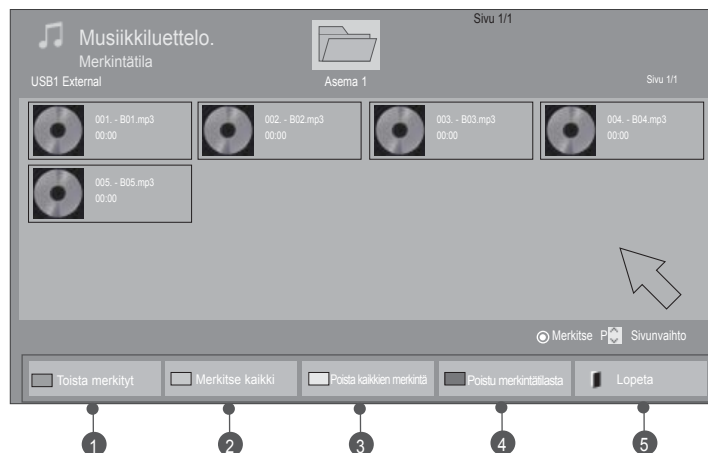 Sivu 1/1
Musiikkiluettelo.
Merkintätila
USB1 External
Asema 1
Sivu 1/1
001. - B01.mp3
00:00
002. - B02.mp3
00:00
003. - B03.mp3
00:00
004. - B04.mp3
00:00
005. - B05.mp3
00:00
Merkitse P Sivunvaihto
Toista merkityt
Merkitse kaikki
Poista kaikkien merkintä
Poistu merkintätilasta
Lopeta
1
2
3
4
5